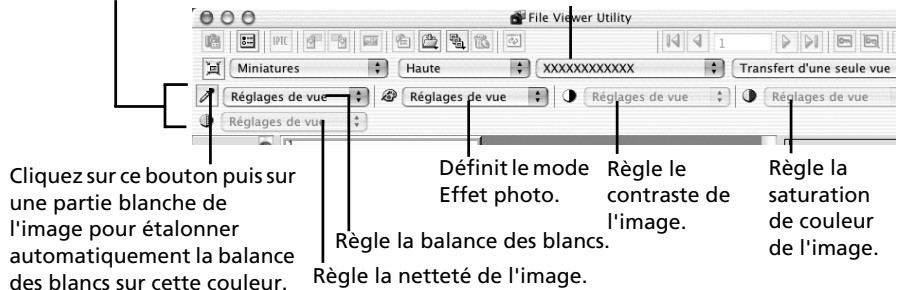 File Viewer Utility
IPTC
1
Miniatures
Haute
XXXXXXXXXXXX
Transfert d'une seule vue
Réglages de vue
Réglages de vue
Réglages de vue
Réglages de vue
Réglages de vue
1
Cliquez sur ce bouton puis sur
une partie blanche de
l'image pour étalonner
automatiquement la balance
des blancs sur cette couleur.
Règle la balance des blancs.
Règle la netteté de l'image.
Définit le mode
Effet photo.
Règle le
contraste de
l'image.
Règle la
saturation
de couleur
de l'image.